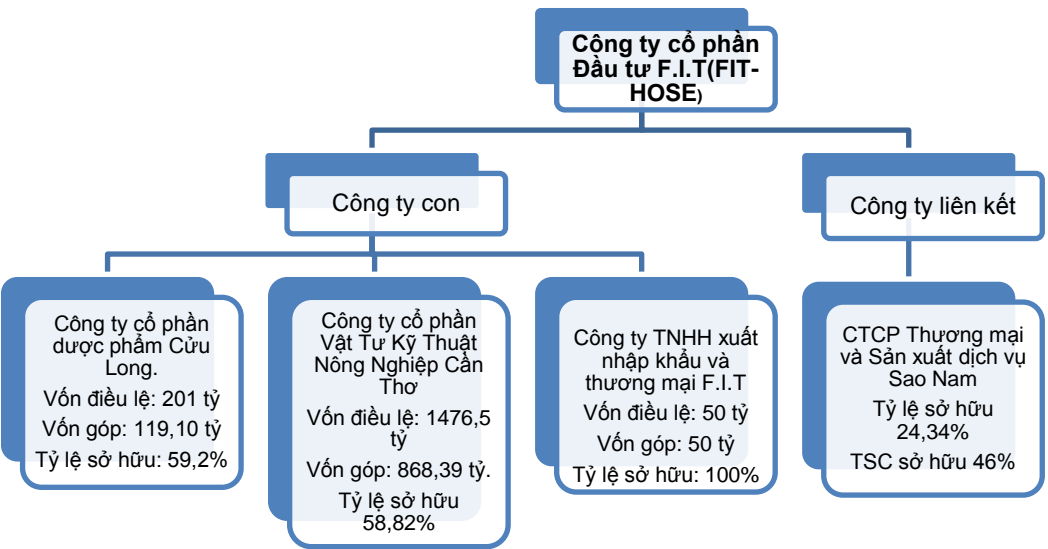 Công ty cổ phần
Đầu tư F.I.T(FIT-
HOSE)
Công ty con
Công ty liên kết
Công ty cổ phần
dược phẩm Cửu
Long.
Vốn điều lệ: 201 tỷ
Vốn góp: 119,10 tỷ
Tỷ lệ sở hữu: 59,2%
Công ty cổ phần
Vật Tư Kỹ Thuật
Nông Nghiệp Cần
Thơ
Vốn điều lệ: 1476,5
tỷ
Vốn góp: 868,39 tỷ.
Tỷ lệ sở hữu
58,82%
Công ty TNHH xuất
nhập khẩu và
thương mại F.I.T
Vốn điều lệ: 50 tỷ
Vốn góp: 50 tỷ
Tỷ lệ sở hữu: 100%
CTCP Thương mại
và Sản xuất dịch vụ
Sao Nam
Tỷ lệ sở hữu
24,34%
TSC sở hữu 46%